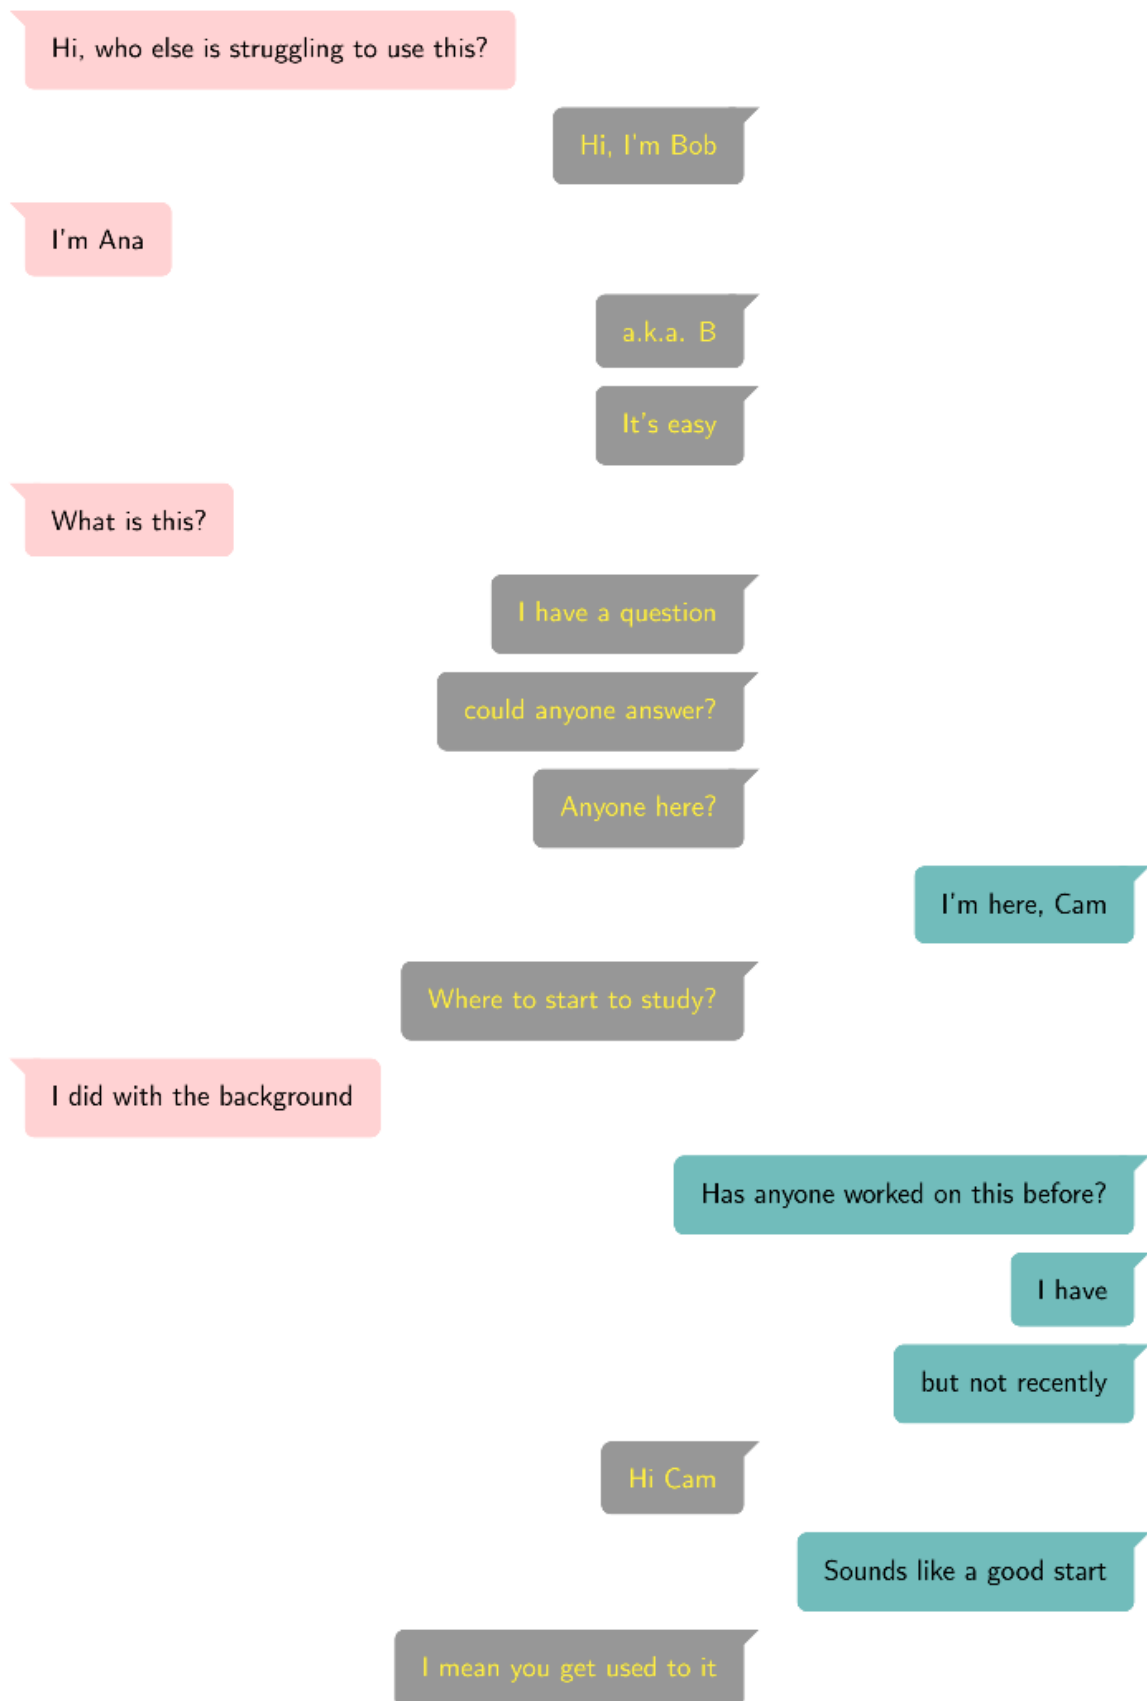 Hi, who else is struggling to use this?
Hi, I'm Bob
I'm Ana
a.k.a. B
It's easy
What is this?
I have a question
could anyone answer?
Anyone here?
I'm here, Cam
Where to start to study?
I did with the background
Has anyone worked on this before?
I have
but not recently
Hi Cam
Sounds like a good start
I mean you get used to it